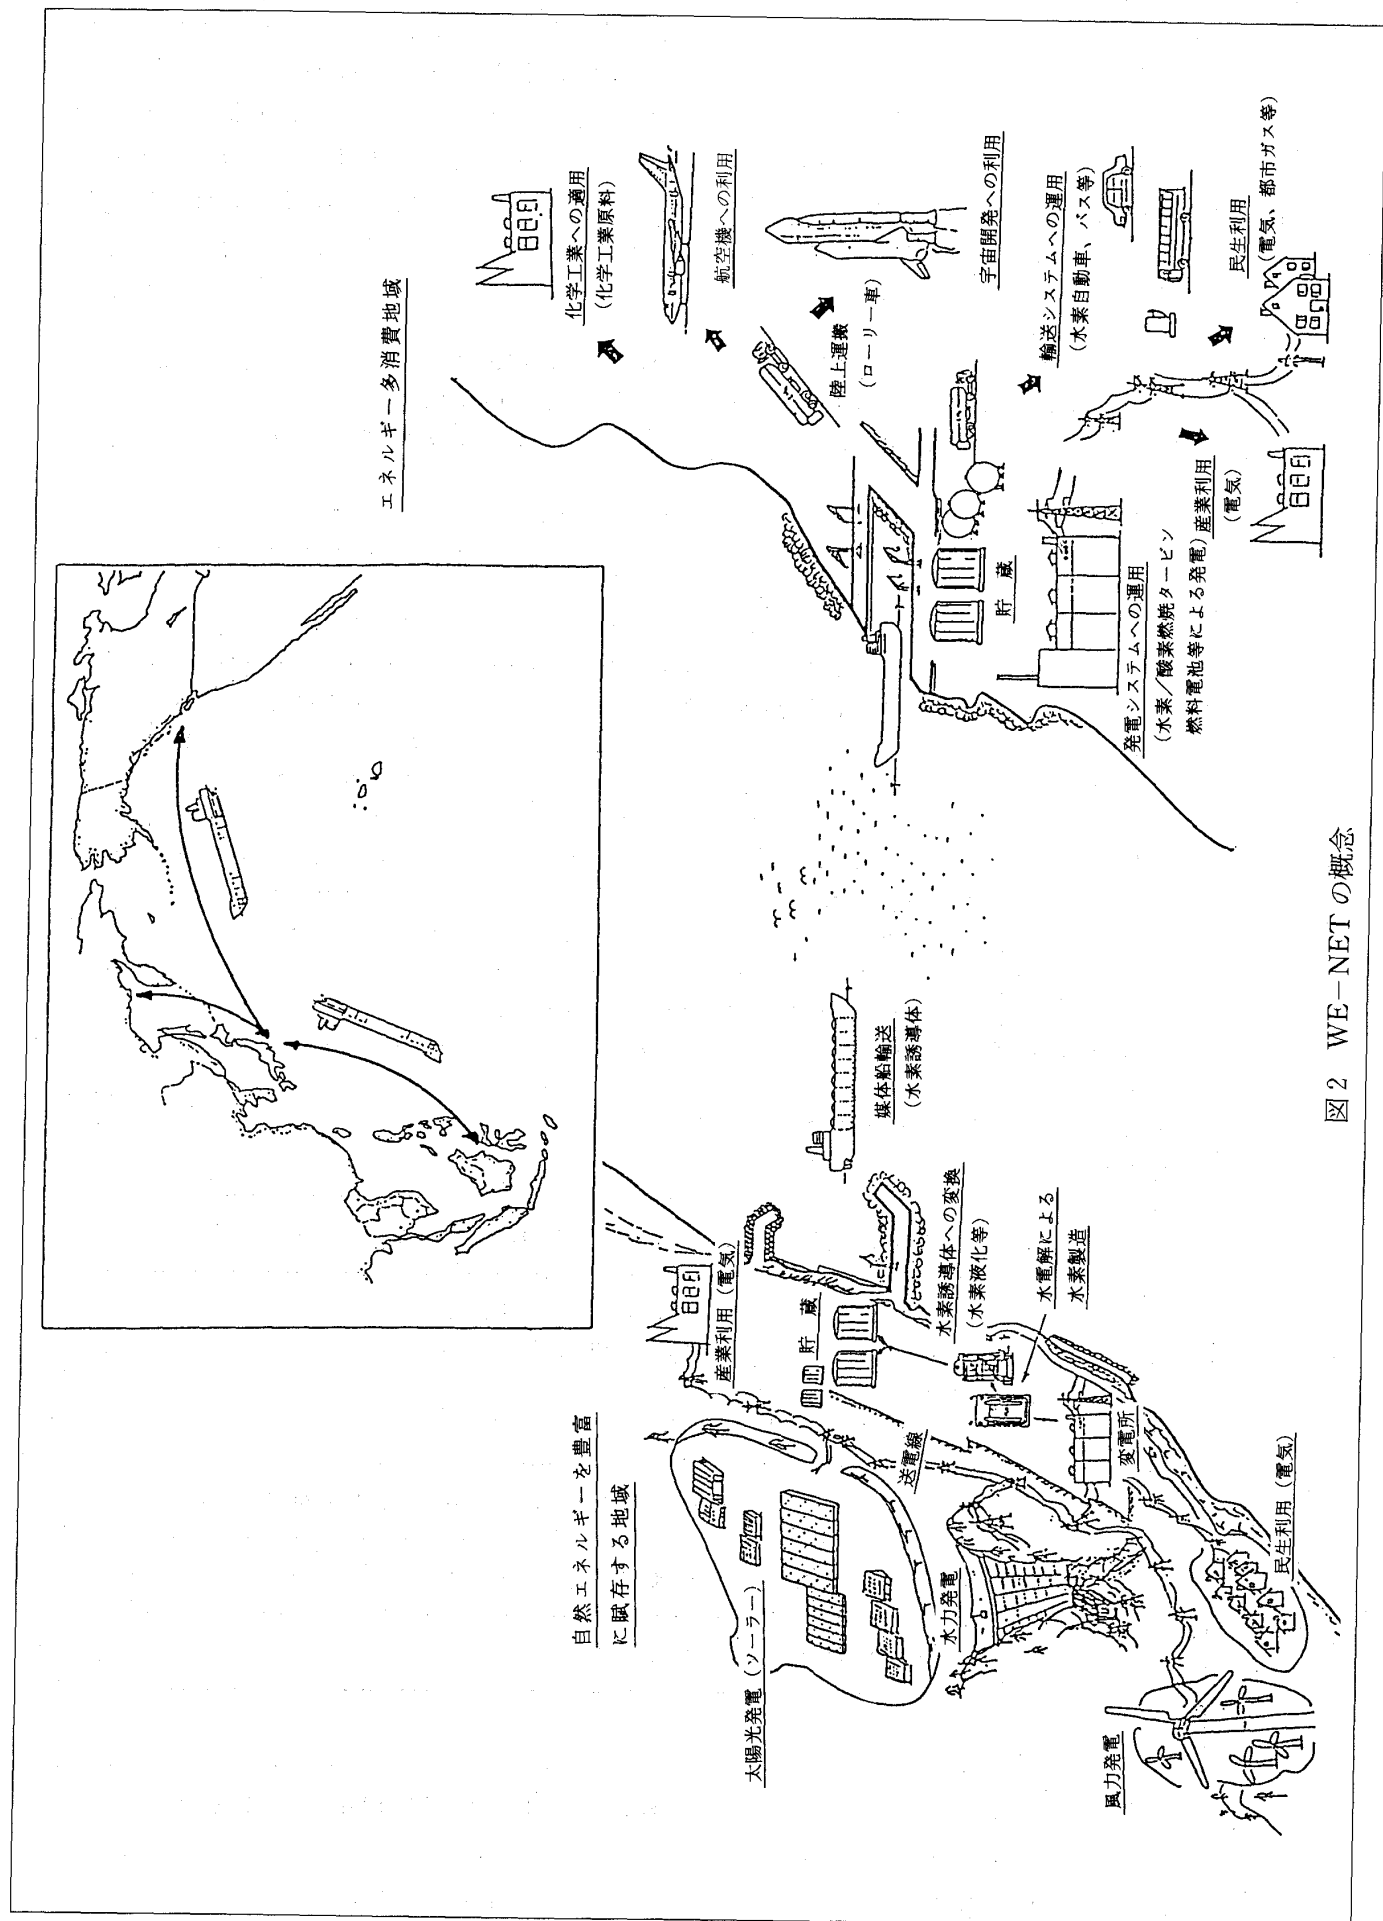 エネルギー多消費地域
化学工業への適用
(化学工業原料)
航空機への利用
陸上運搬
(ローリー車)
宇宙開発への利用
輸送システムへの運用
(水素自動車、バス等)
民生利用
(電気、都市ガス等)
貯蔵
発電システムへの運用
(水素/酸素燃焼タービン
燃料電池等による発電)
産業利用
(電気)
媒体船輸送
(水素誘導体)
自然エネルギーを豊富
に賦存する地域
産業利用(電気)
貯蔵
水素誘導体への変換
(水素液化等)
水電解による
水素製造
送電線
変電所
太陽光発電(ソーラー)
水力発電
風力発電
民生利用(電気)
図2 WE-NETの概念